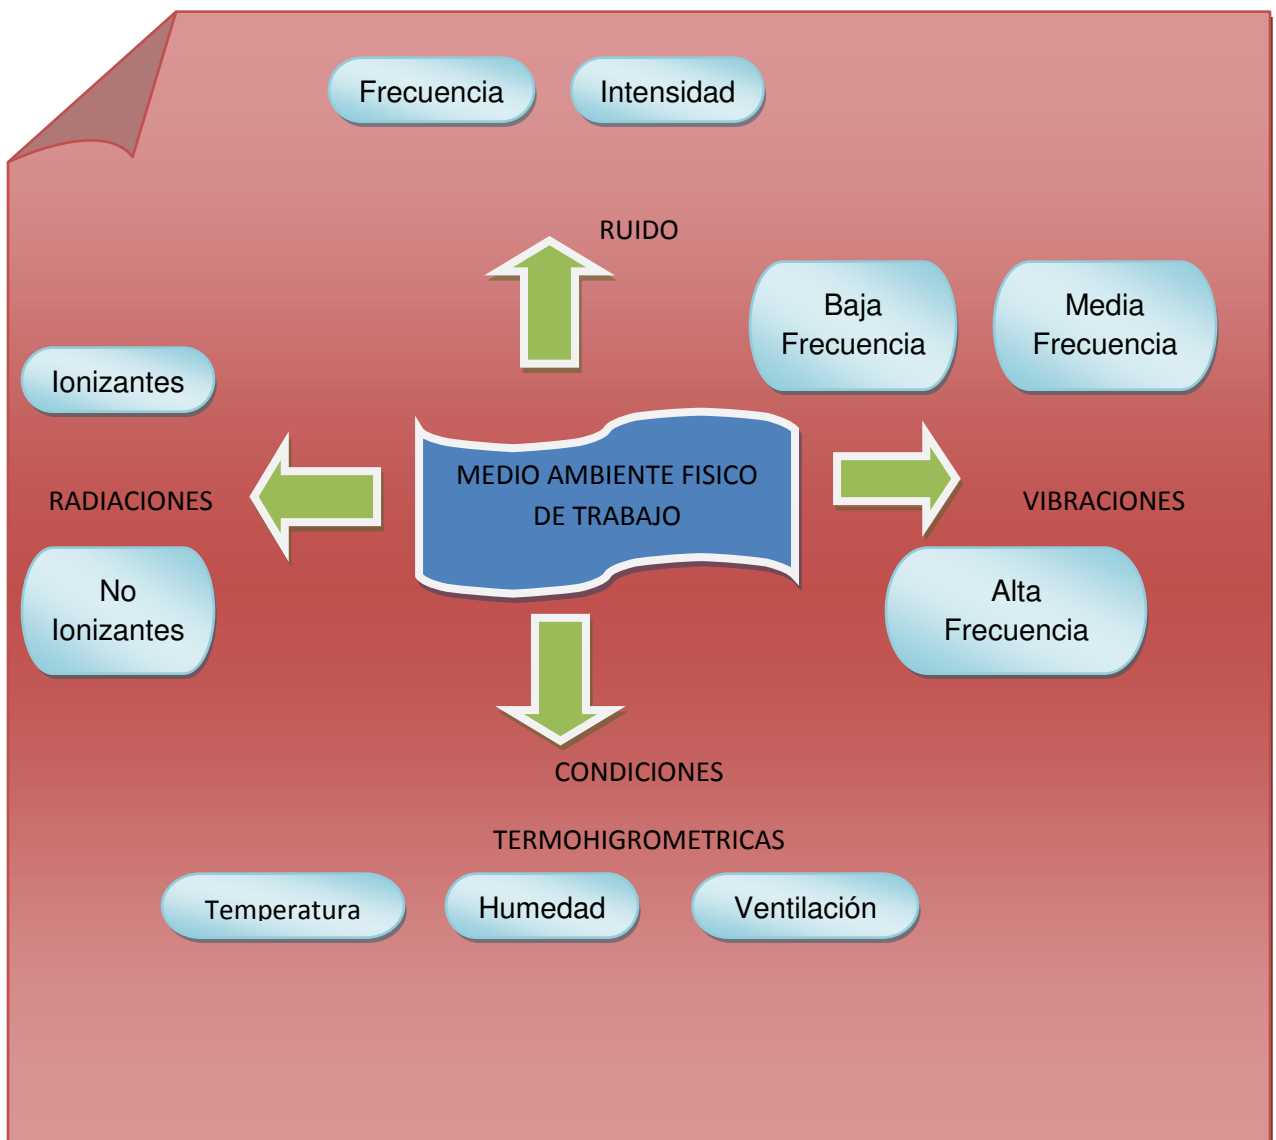 Frecuencia
Intensidad
RUIDO
Baja
Frecuencia
Media
Frecuencia
Ionizantes
MEDIO AMBIENTE FISICO
DE TRABAJO
RADIACIONES
VIBRACIONES
No
Ionizantes
Alta
Frecuencia
CONDICIONES
TERMOHIGROMETRICAS
Temperatura
Humedad
Ventilación